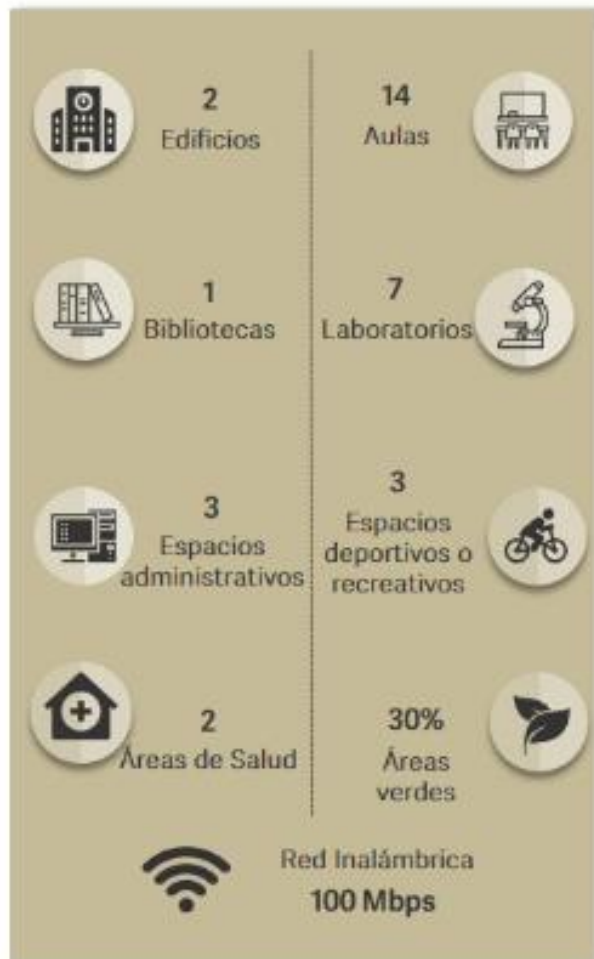 2
Edificios
14
Aulas
1
Bibliotecas
7
Laboratorios
3
Espacios
administrativos
3
Espacios
deportivos o
recreativos
2
Áreas de Salud
30%
Áreas
verdes
Red Inalámbrica
100 Mbps